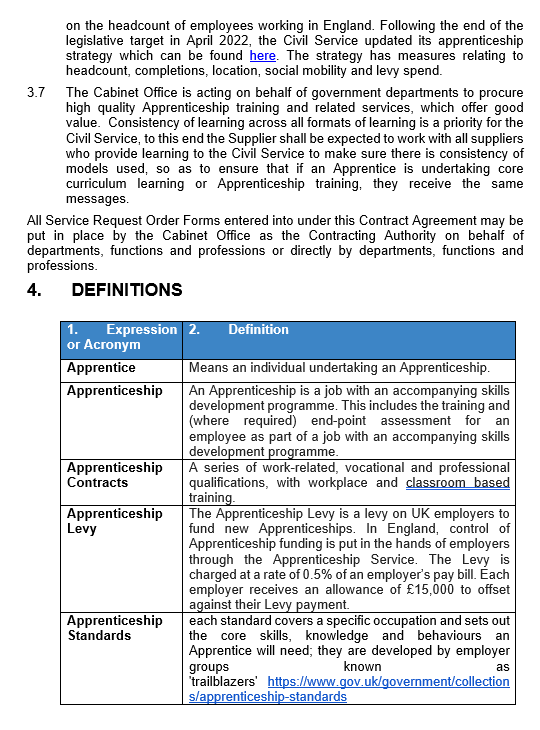 on the headcount of employees working in England. Following the end of the
legislative target in April 2022, the Civil Service updated its apprenticeship
strategy which can be found here. The strategy has measures relating to
headcount, completions, location, social mobility and levy spend.
3.7 The Cabinet Office is acting on behalf of government departments to procure
high quality Apprenticeship training and related services, which offer good
value. Consistency of learning across all formats of learning is a priority for the
Civil Service, to this end the Supplier shall be expected to work with all suppliers
who provide learning to the Civil Service to make sure there is consistency of
models used, so as to ensure that if an Apprentice is undertaking core
curriculum learning or Apprenticeship training, they receive the same
messages.
All Service Request Order Forms entered into under this Contract Agreement may be
put in place by the Cabinet Office as the Contracting Authority on behalf of
departments, functions and professions or directly by departments, functions and
professions.
4. DEFINITIONS
1. Expression
or Acronym
2. Definition
Apprentice
Means an individual undertaking an Apprenticeship.
Apprenticeship
An Apprenticeship is a job with an accompanying skills
development programme. This includes the training and
(where required) end-point assessment for an
employee as part of a job with an accompanying skills
development programme.
Apprenticeship
Contracts
A series of work-related, vocational and professional
qualifications, with workplace and classroom based
training.
Apprenticeship
Levy
The Apprenticeship Levy is a levy on UK employers to
fund new Apprenticeships. In England, control of
Apprenticeship funding is put in the hands of employers
through the Apprenticeship Service. The Levy is
charged at a rate of 0.5% of an employer's pay bill. Each
employer receives an allowance of £15,000 to offset
against their Levy payment.
Apprenticeship
Standards
each standard covers a specific occupation and sets out
the core skills, knowledge and behaviours an
Apprentice will need; they are developed by employer
groups known as
'trailblazers' https://www.gov.uk/government/collection
s/apprenticeship-standards